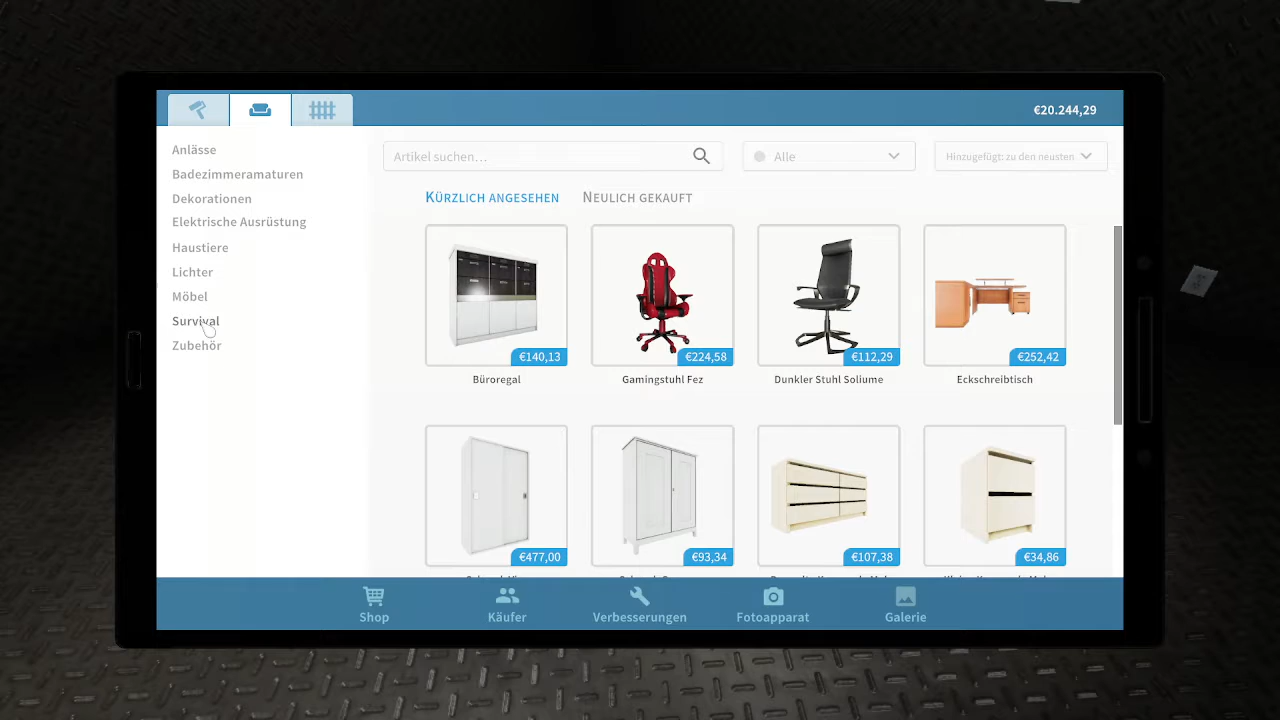 €20.244,29
Anlässe
Badezimmeramaturen
Dekorationen
Elektrische Ausrüstung
Haustiere
Lichter
Möbel
Survival
Zubehör
Artikel suchen...
Alle
Hinzugefügt: zu den neusten
KÜRZLICH ANGESEHEN NEULICH GEKAUFT
€140,13 €224,58 €112,29 €252,42
Büroregal Gamingstuhl Fez Dunkler Stuhl Soliume Eckschreibtisch
€477,00 €93,34 €107,38 €34,86
Shop Käufer Verbesserungen Fotoapparat Galerie